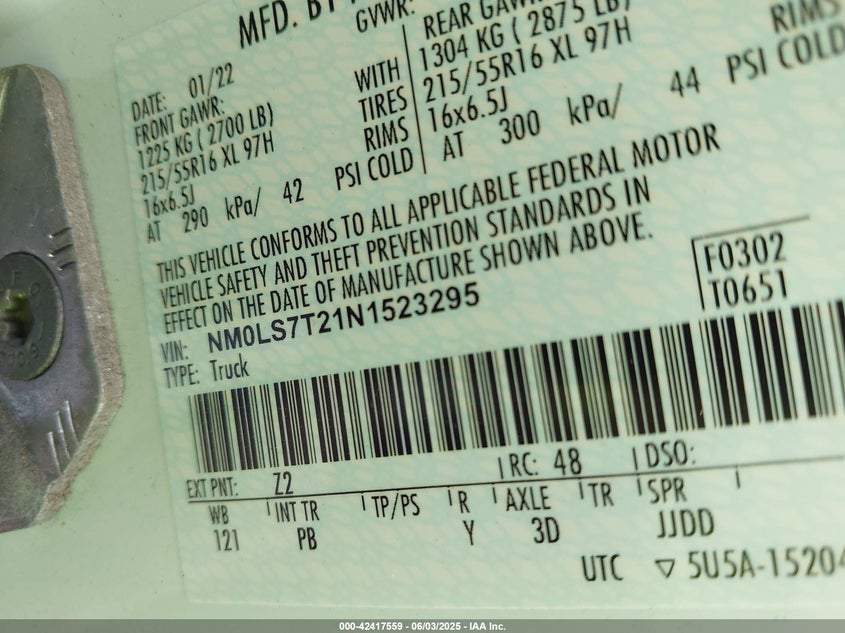 MFD. BY
GVWR:
DATE: 01/22
FRONT GAWR:
1225 KG ( 2700 LB)
215/55R16 XL 97H
16x6.5J
AT 290 kPa/ 42 PSI COLD
WITH
TIRES
RIMS
REAR GAWR:
1304 KG ( 2875 LB)
215/55R16 XL 97H
16x6.5J
AT 300 kPa/ 44 PSI COLD
RIMS
THIS VEHICLE CONFORMS TO ALL APPLICABLE FEDERAL MOTOR
VEHICLE SAFETY AND THEFT PREVENTION STANDARDS IN
EFFECT ON THE DATE OF MANUFACTURE SHOWN ABOVE.
F0302
T0651
VIN: NM0LS7T21N1523295
TYPE: Truck
EXT PNT: Z2 RC: 48 DSO:
WB INT TR TP/PS R AXLE TR SPR
121 PB Y 3D JJDD
UTC ▽ 5U5A-15204
000-42417559 - 06/03/2025 - IAA Inc.